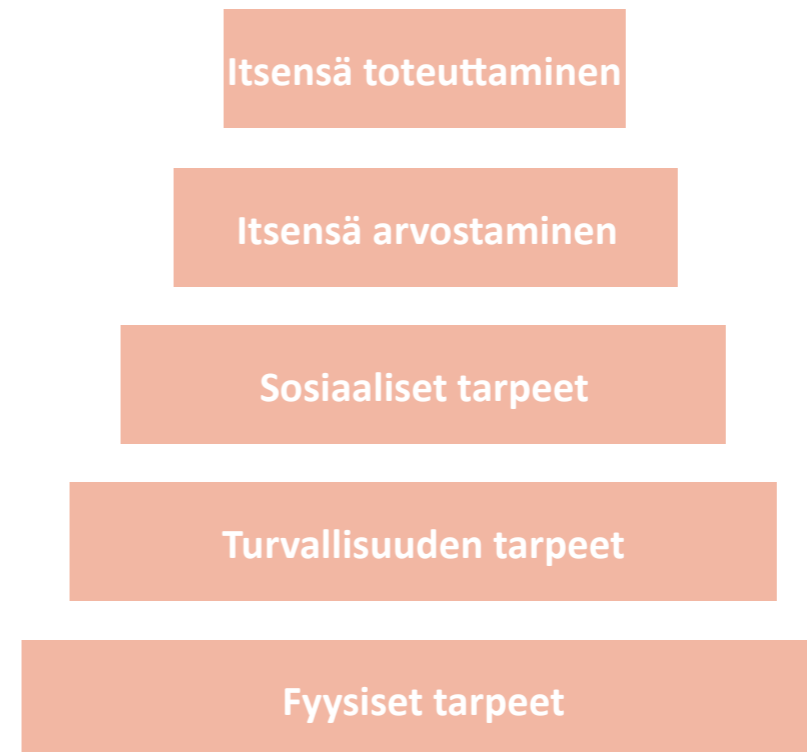 Itsensä toteuttaminen
Itsensä arvostaminen
Sosiaaliset tarpeet
Turvallisuuden tarpeet
Fyysiset tarpeet